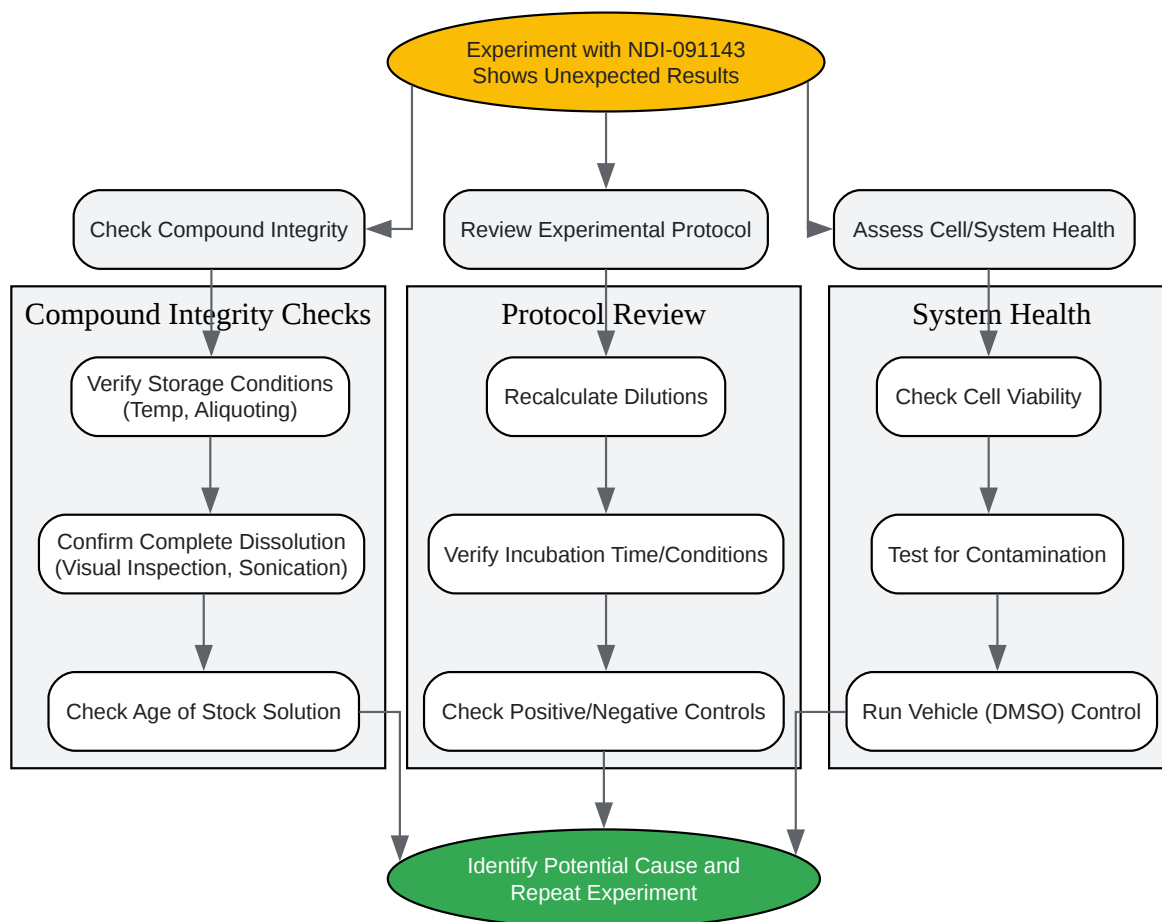 Experiment with NDI-091143
Shows Unexpected Results
Check Compound Integrity
Review Experimental Protocol
Assess Cell/System Health
Compound Integrity Checks
Protocol Review
System Health
Verify Storage Conditions
(Temp, Aliquoting)
Recalculate Dilutions
Check Cell Viability
Confirm Complete Dissolution
(Visual Inspection, Sonication)
Verify Incubation Time/Conditions
Test for Contamination
Check Age of Stock Solution
Check Positive/Negative Controls
Run Vehicle (DMSO) Control
Identify Potential Cause and
Repeat Experiment